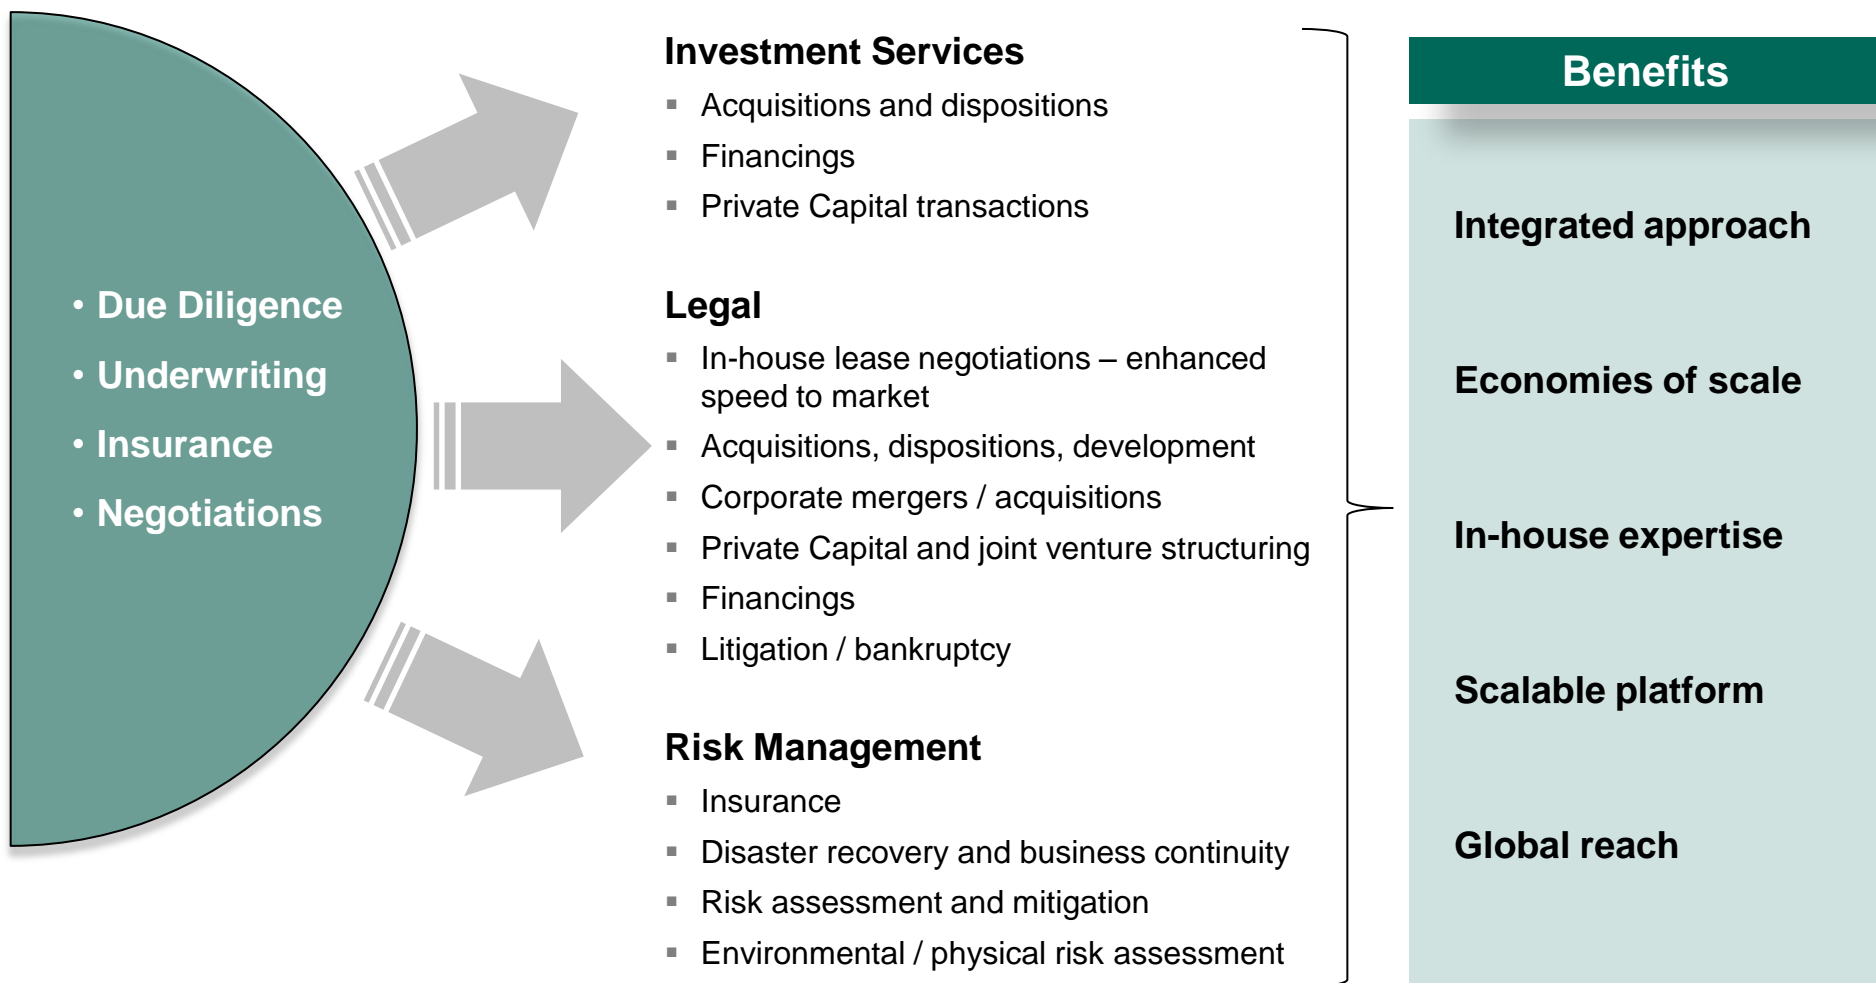 • Due Diligence
• Underwriting
• Insurance
• Negotiations
Investment Services
▪ Acquisitions and dispositions
▪ Financings
▪ Private Capital transactions
Legal
▪ In-house lease negotiations – enhanced
speed to market
▪ Acquisitions, dispositions, development
▪ Corporate mergers / acquisitions
▪ Private Capital and joint venture structuring
▪ Financings
▪ Litigation / bankruptcy
Risk Management
▪ Insurance
▪ Disaster recovery and business continuity
▪ Risk assessment and mitigation
▪ Environmental / physical risk assessment
Benefits
Integrated approach
Economies of scale
In-house expertise
Scalable platform
Global reach